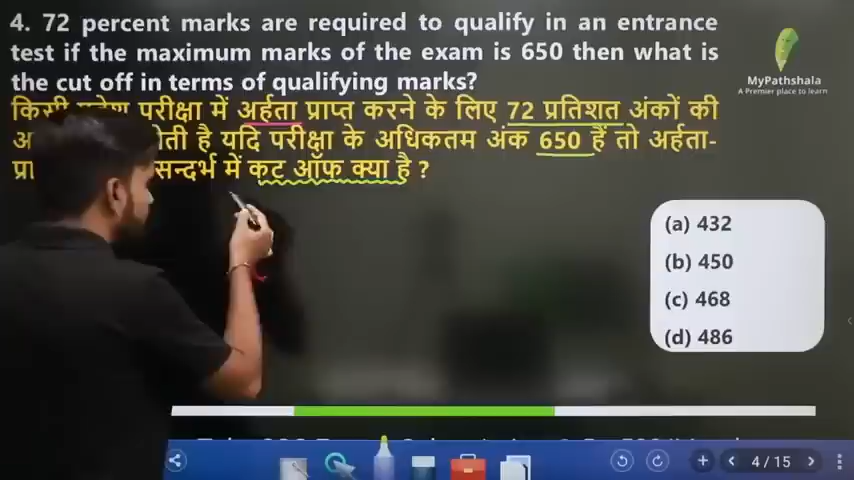 4. 72 percent marks are required to qualify in an entrance
test if the maximum marks of the exam is 650 then what is
the cut off in terms of qualifying marks?
परीक्षा में अर्हता प्राप्त करने के लिए 72 प्रतिशत अंकों की
है यदि परीक्षा के अधिकतम अंक 650 हैं तो अर्हता-
सन्दर्भ में कट ऑफ क्या है ?
MyPathshala
A Premier place to learn
(a) 432
(b) 450
(c) 468
(d) 486
4 / 15